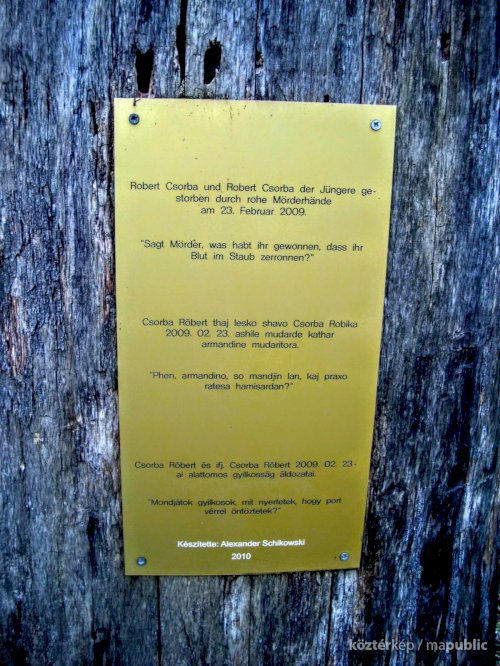 Robert Csorba und Robert Csorba der Jüngere ge-
storben durch rohe Mörderhände
am 23. Februar 2009.
"Sagt Mörder, was habt ihr gewonnen, dass ihr
Blut im Staub zerronnen?"
Csorba Róbert thaj lesko shavo Csorba Robika
2009. 02. 23. ashile mudarde kathar
armandine mudaritora.
"Phen, armandino, so mandjin lan, kaj praxo
ratesa hamisardan?"
Csorba Róbert és ifj. Csorba Róbert 2009. 02. 23-
ai alattomos gyilkosság áldozatai.
"Mondjátok gyilkosok, mit nyertetek, hogy port
vérrel öntöztetek?"
Készítette: Alexander Schikowski
2010
köztérkép / mapublic